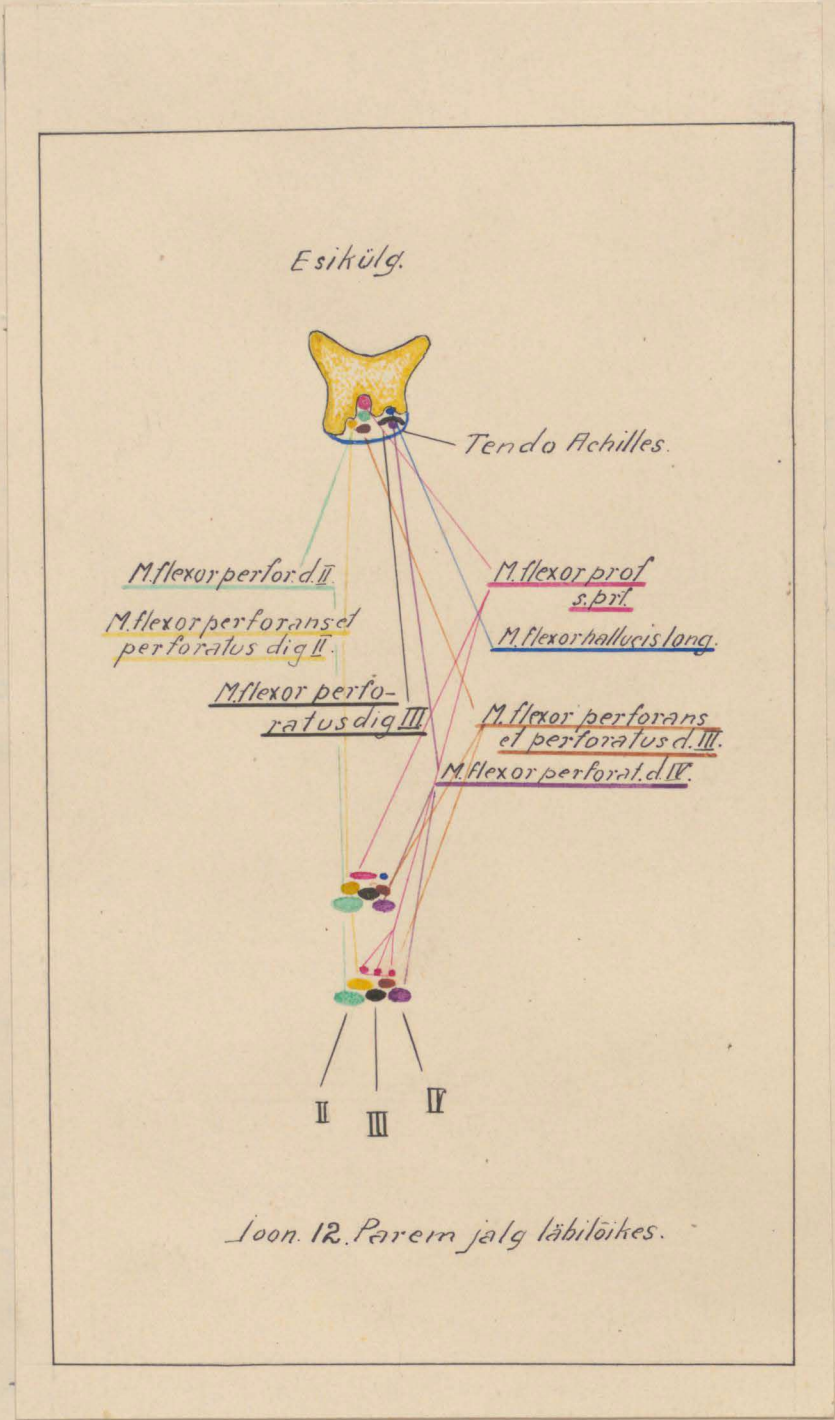 Esikülg.
Tendo Achilles.
M.flexor perfor.d.II
M.flexor perforans et
perforatus dig II.
M.flexor perfo-
ratus dig III
M.flexor prof
s.prf.
M.flexor hallucis long.
M.flexor perforans
et perforatus d.III.
M.flexor perforat.d.IV.
II
III
IV
Joon. 12. Parem jalg läbilõikes.